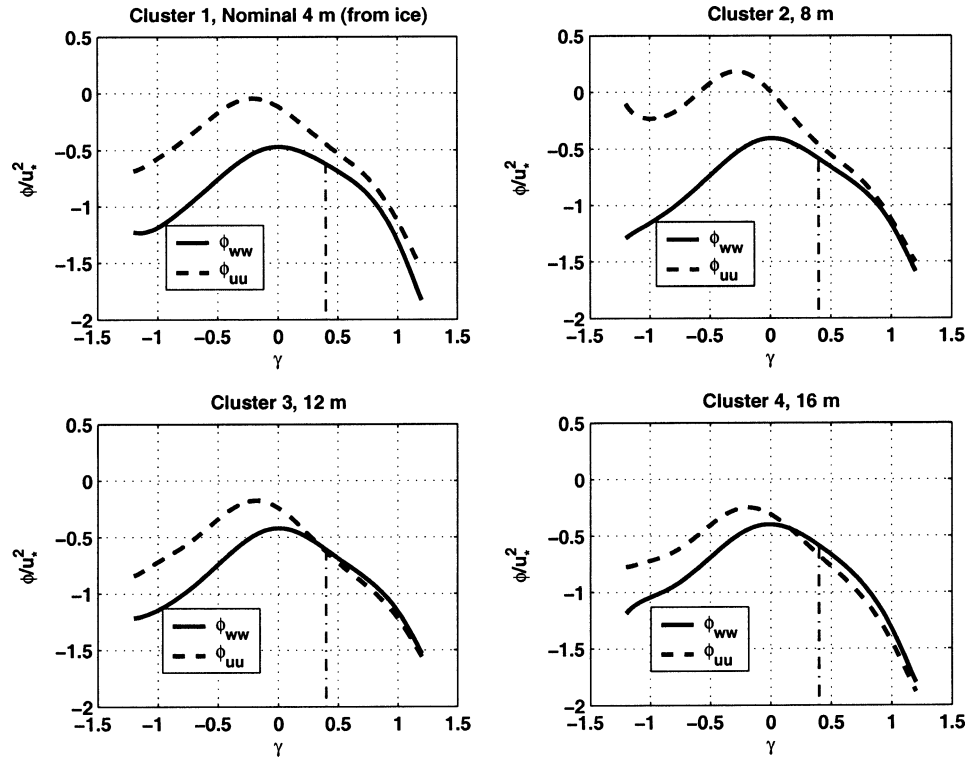 Cluster 1, Nominal 4 m (from ice)
0.5
0
−0.5
−1
−1.5
−2
ϕ/u*²
ϕww
ϕuu
−1.5 −1 −0.5 0 0.5 1 1.5
γ
Cluster 2, 8 m
0.5
0
−0.5
−1
−1.5
−2
ϕ/u*²
ϕww
ϕuu
−1.5 −1 −0.5 0 0.5 1 1.5
γ
Cluster 3, 12 m
0.5
0
−0.5
−1
−1.5
−2
ϕ/u*²
ϕww
ϕuu
−1.5 −1 −0.5 0 0.5 1 1.5
γ
Cluster 4, 16 m
0.5
0
−0.5
−1
−1.5
−2
ϕ/u*²
ϕww
ϕuu
−1.5 −1 −0.5 0 0.5 1 1.5
γ